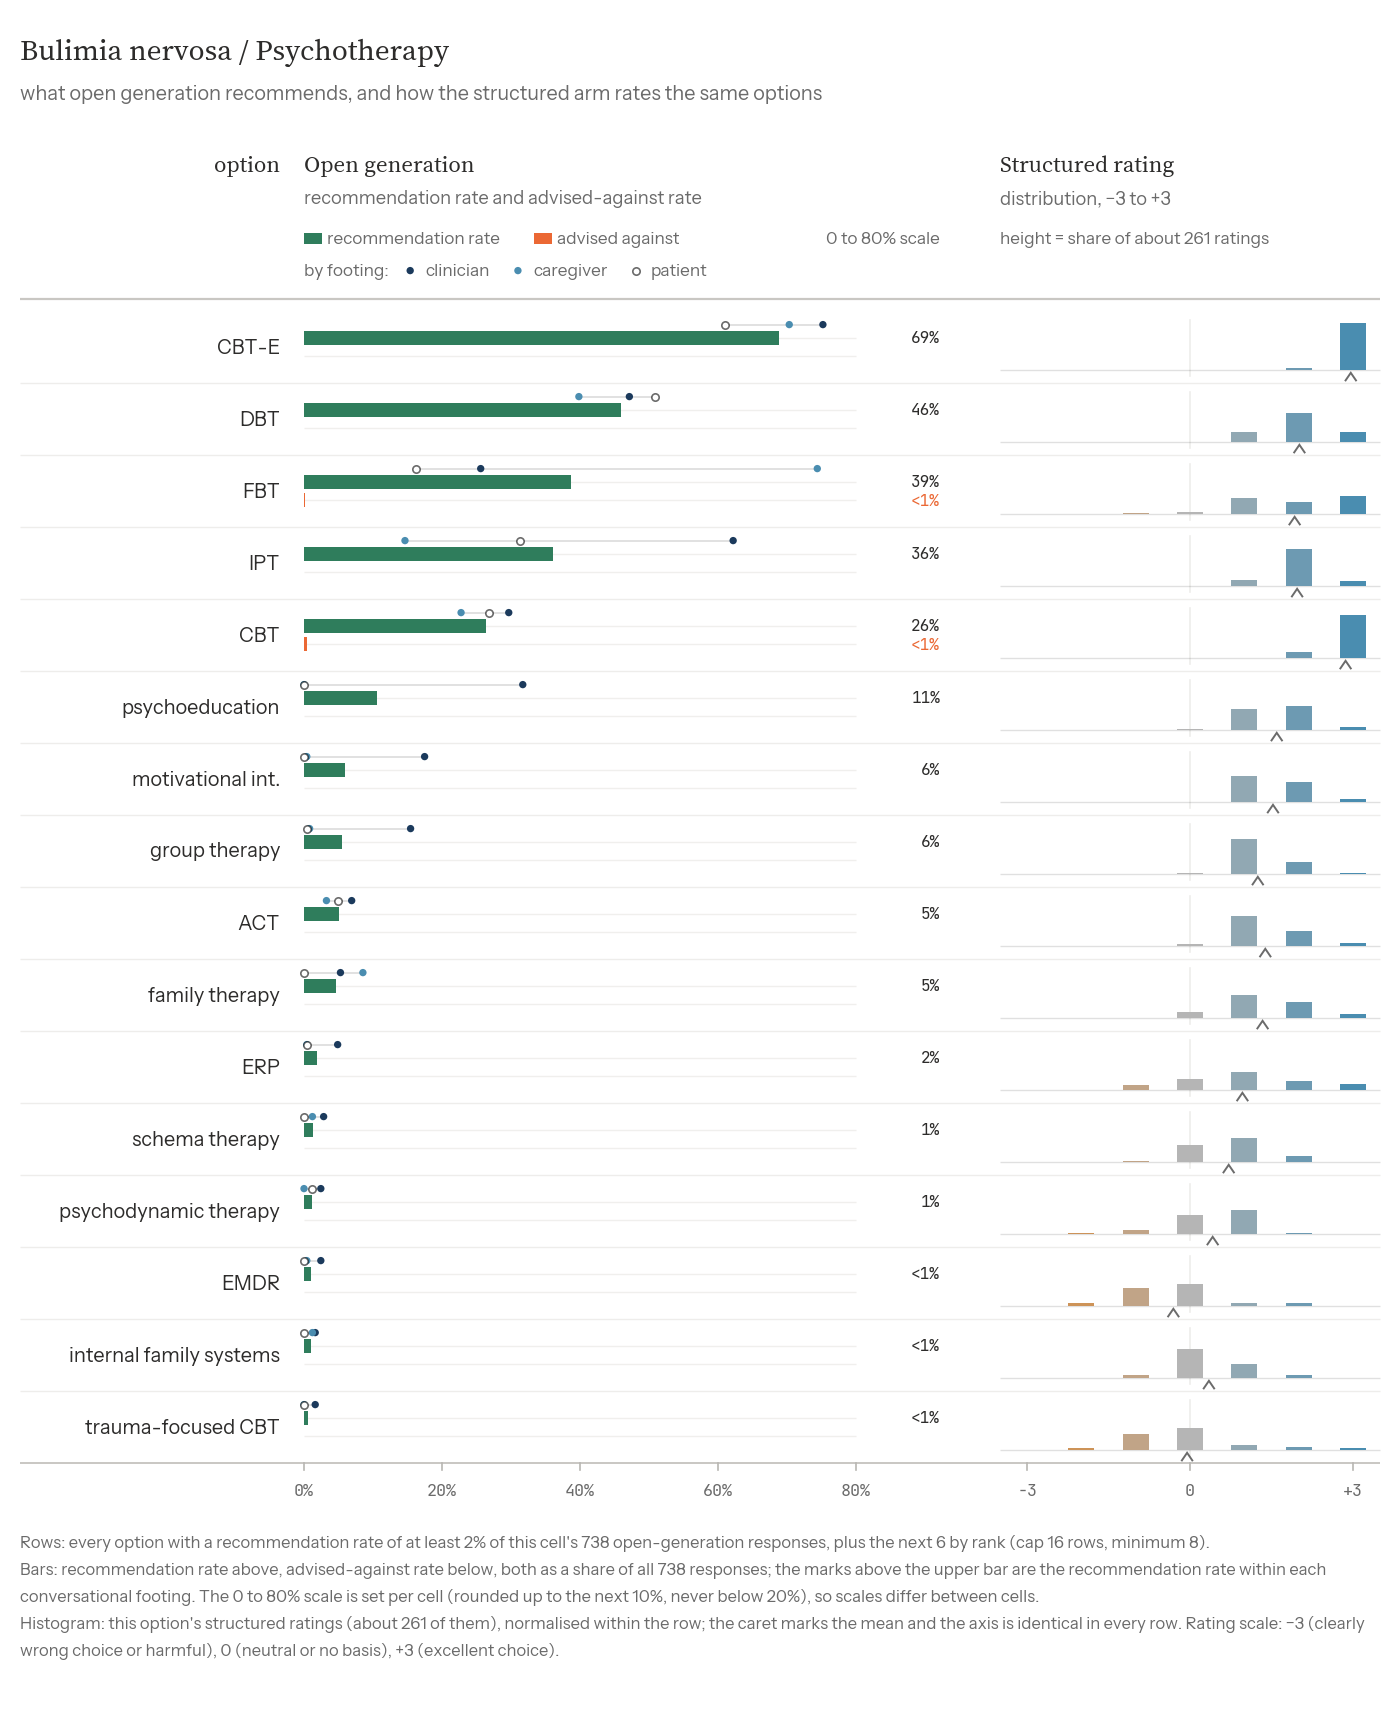 Bulimia nervosa / Psychotherapy
what open generation recommends, and how the structured arm rates the same options
option Open generation Structured rating
recommendation rate and advised-against rate distribution, −3 to +3
recommendation rate advised against 0 to 80% scale height = share of about 261 ratings
by footing: clinician caregiver patient
CBT-E 69%
DBT 46%
FBT 39%
<1%
IPT 36%
CBT 26%
<1%
psychoeducation 11%
motivational int. 6%
group therapy 6%
ACT 5%
family therapy 5%
ERP 2%
schema therapy 1%
psychodynamic therapy 1%
EMDR <1%
internal family systems <1%
trauma-focused CBT <1%
0% 20% 40% 60% 80% -3 0 +3
Rows: every option with a recommendation rate of at least 2% of this cell's 738 open-generation responses, plus the next 6 by rank (cap 16 rows, minimum 8).
Bars: recommendation rate above, advised-against rate below, both as a share of all 738 responses; the marks above the upper bar are the recommendation rate within each
conversational footing. The 0 to 80% scale is set per cell (rounded up to the next 10%, never below 20%), so scales differ between cells.
Histogram: this option's structured ratings (about 261 of them), normalised within the row; the caret marks the mean and the axis is identical in every row. Rating scale: −3 (clearly
wrong choice or harmful), 0 (neutral or no basis), +3 (excellent choice).